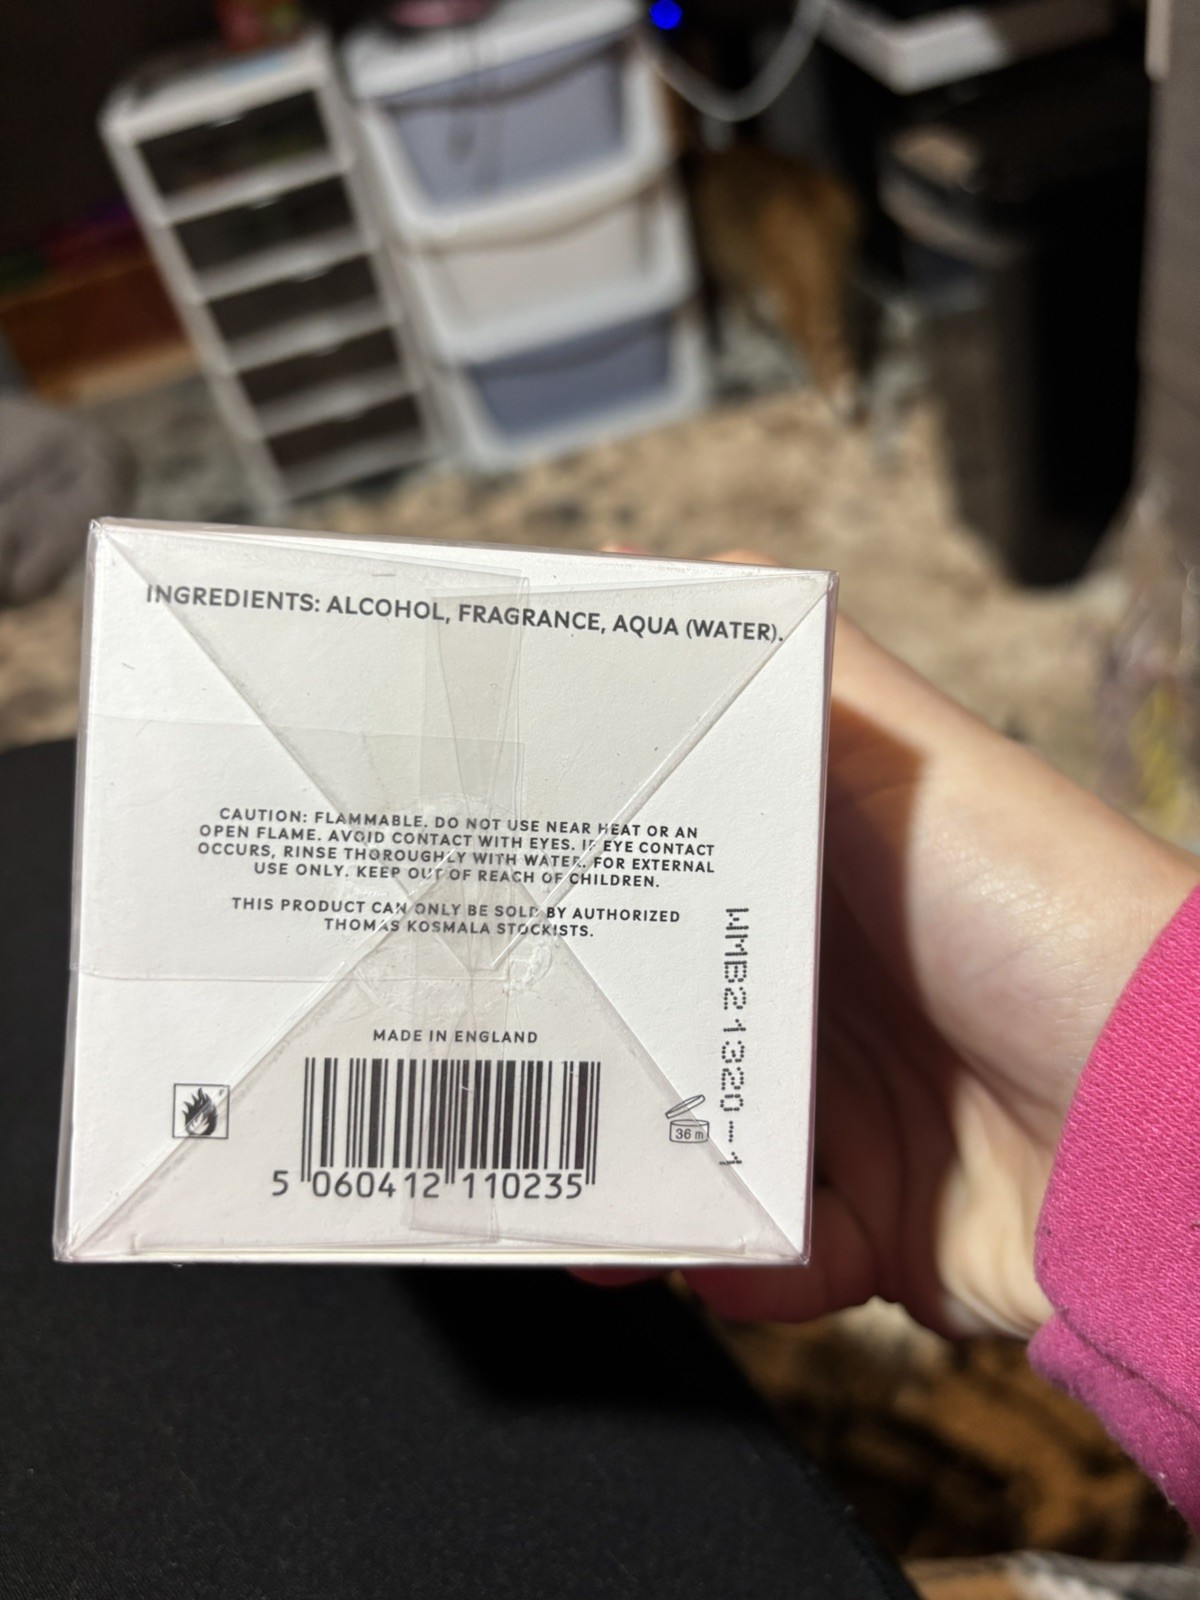 INGREDIENTS: ALCOHOL, FRAGRANCE, AQUA (WATER).
CAUTION: FLAMMABLE. DO NOT USE NEAR HEAT OR AN
OPEN FLAME. AVOID CONTACT WITH EYES. IF EYE CONTACT
OCCURS, RINSE THOROUGHLY WITH WATER. FOR EXTERNAL
USE ONLY. KEEP OUT OF REACH OF CHILDREN.
THIS PRODUCT CAN ONLY BE SOLD BY AUTHORIZED
THOMAS KOSMALA STOCKISTS.
WMB21320-1
MADE IN ENGLAND
36 m
5 060412 110235